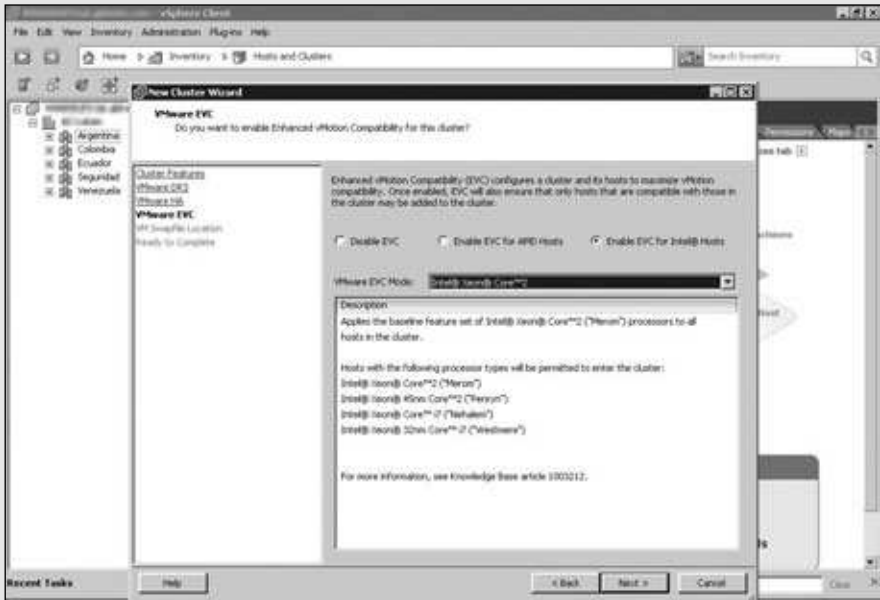 vSphere Client
File Edit View Inventory Administration Plug-ins Help
Home Inventory Hosts and Clusters
Search Inventory
New Cluster Wizard
VMware EVC
Do you want to enable Enhanced vMotion Compatibility for this cluster?
Argentina
Colombia
Ecuador
Seguridad
Venezuela
Cluster Features
VMware DRS
VMware HA
VMware EVC
VM Swapfile Location
Ready to Complete
Enhanced vMotion Compatibility (EVC) configures a cluster and its hosts to maximize vMotion
compatibility. Once enabled, EVC will also ensure that only hosts that are compatible with those in
the cluster may be added to the cluster.
Disable EVC Enable EVC for AMD Hosts Enable EVC for Intel® Hosts
VMware EVC Mode: Intel® Xeon® Core™2
Description
Applies the baseline feature set of Intel® Xeon® Core™2 ("Merom") processors to all
hosts in the cluster.
Hosts with the following processor types will be permitted to enter the cluster:
Intel® Xeon® Core™2 ("Merom")
Intel® Xeon® 45nm Core™2 ("Penryn")
Intel® Xeon® Core™ i7 ("Nehalem")
Intel® Xeon® 32nm Core™ i7 ("Westmere")
For more information, see Knowledge Base article 1003212.
Permissions Maps
Help < Back Next > Cancel
Recent Tasks
Clear